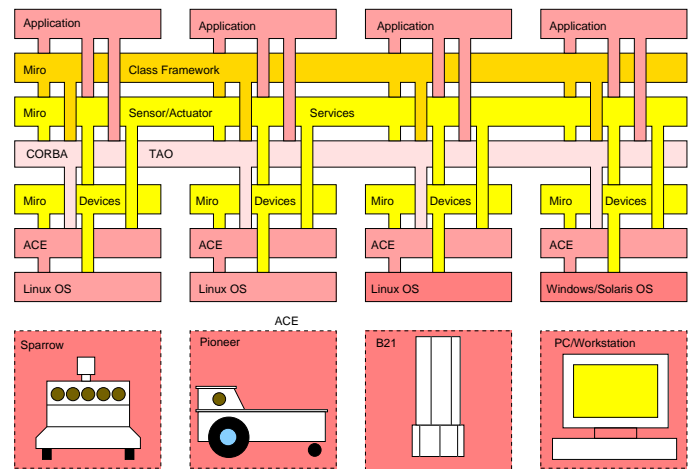 Application Application Application Application
Miro Class Framework
Miro Sensor/Actuator Services
CORBA TAO
Miro Devices Miro Devices Miro Devices Miro Devices
ACE ACE ACE ACE
Linux OS Linux OS Linux OS Windows/Solaris OS
ACE
Sparrow Pioneer B21 PC/Workstation